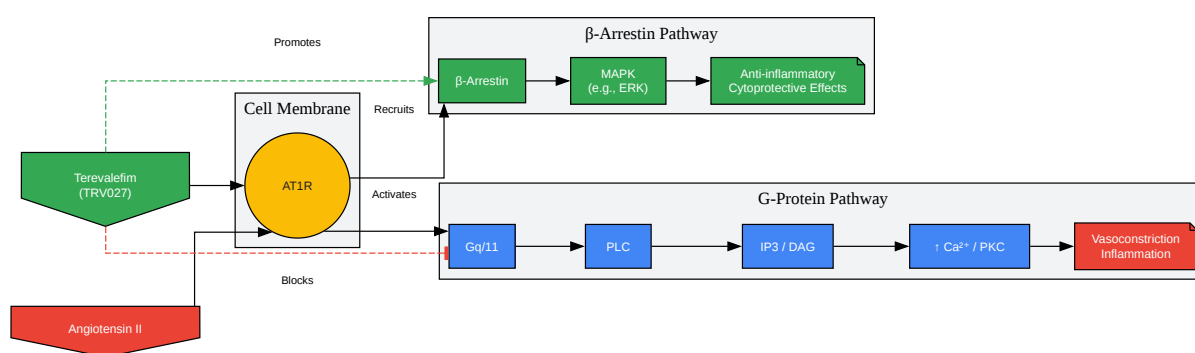 β-Arrestin Pathway
Promotes
β-Arrestin
MAPK
(e.g., ERK)
Anti-inflammatory
Cytoprotective Effects
Cell Membrane
Recruits
Terevalefim
(TRV027)
AT1R
Activates
G-Protein Pathway
Gq/11
PLC
IP3 / DAG
↑ Ca²⁺ / PKC
Vasoconstriction
Inflammation
Blocks
Angiotensin II